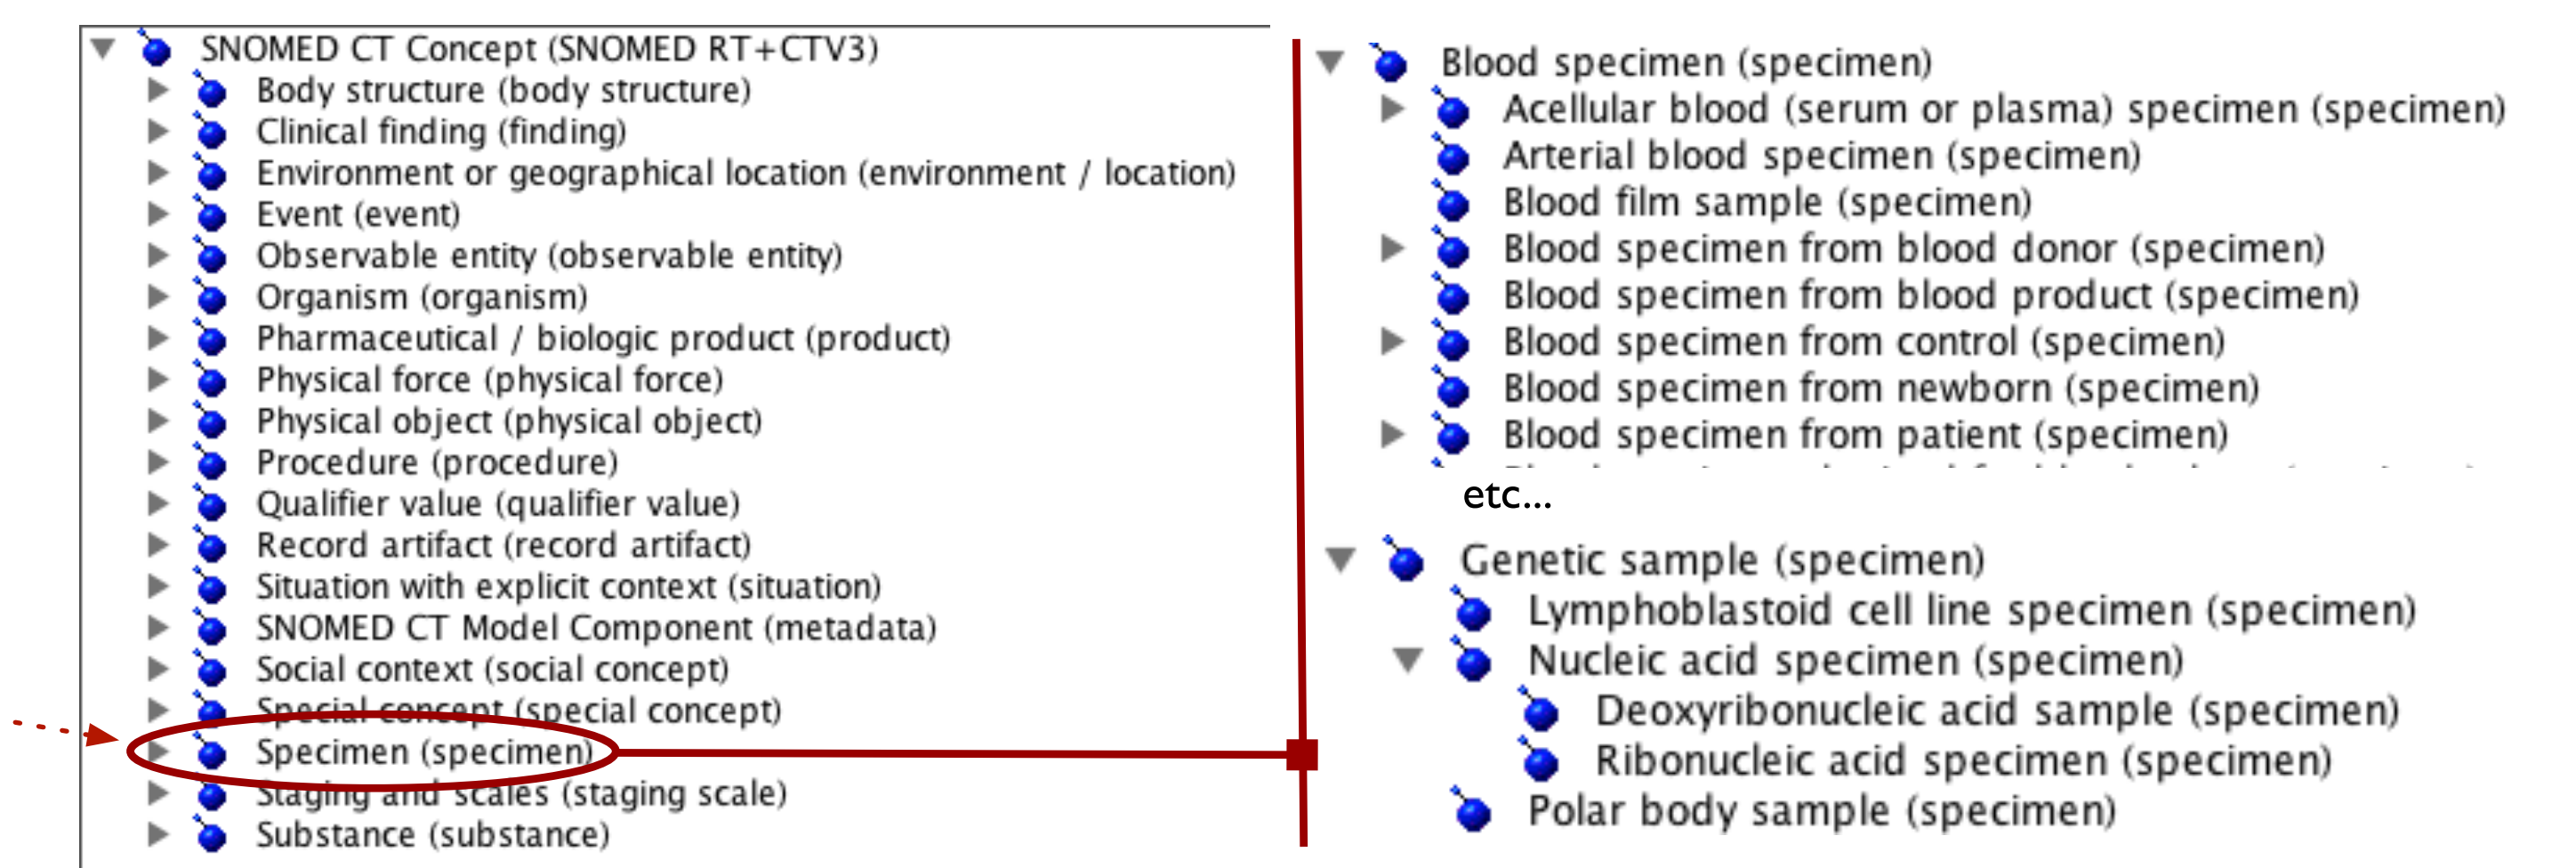 SNOMED CT Concept (SNOMED RT+CTV3)
Body structure (body structure)
Clinical finding (finding)
Environment or geographical location (environment / location)
Event (event)
Observable entity (observable entity)
Organism (organism)
Pharmaceutical / biologic product (product)
Physical force (physical force)
Physical object (physical object)
Procedure (procedure)
Qualifier value (qualifier value)
Record artifact (record artifact)
Situation with explicit context (situation)
SNOMED CT Model Component (metadata)
Social context (social concept)
Special concept (special concept)
Specimen (specimen)
Staging and scales (staging scale)
Substance (substance)
Blood specimen (specimen)
Acellular blood (serum or plasma) specimen (specimen)
Arterial blood specimen (specimen)
Blood film sample (specimen)
Blood specimen from blood donor (specimen)
Blood specimen from blood product (specimen)
Blood specimen from control (specimen)
Blood specimen from newborn (specimen)
Blood specimen from patient (specimen)
etc...
Genetic sample (specimen)
Lymphoblastoid cell line specimen (specimen)
Nucleic acid specimen (specimen)
Deoxyribonucleic acid sample (specimen)
Ribonucleic acid specimen (specimen)
Polar body sample (specimen)